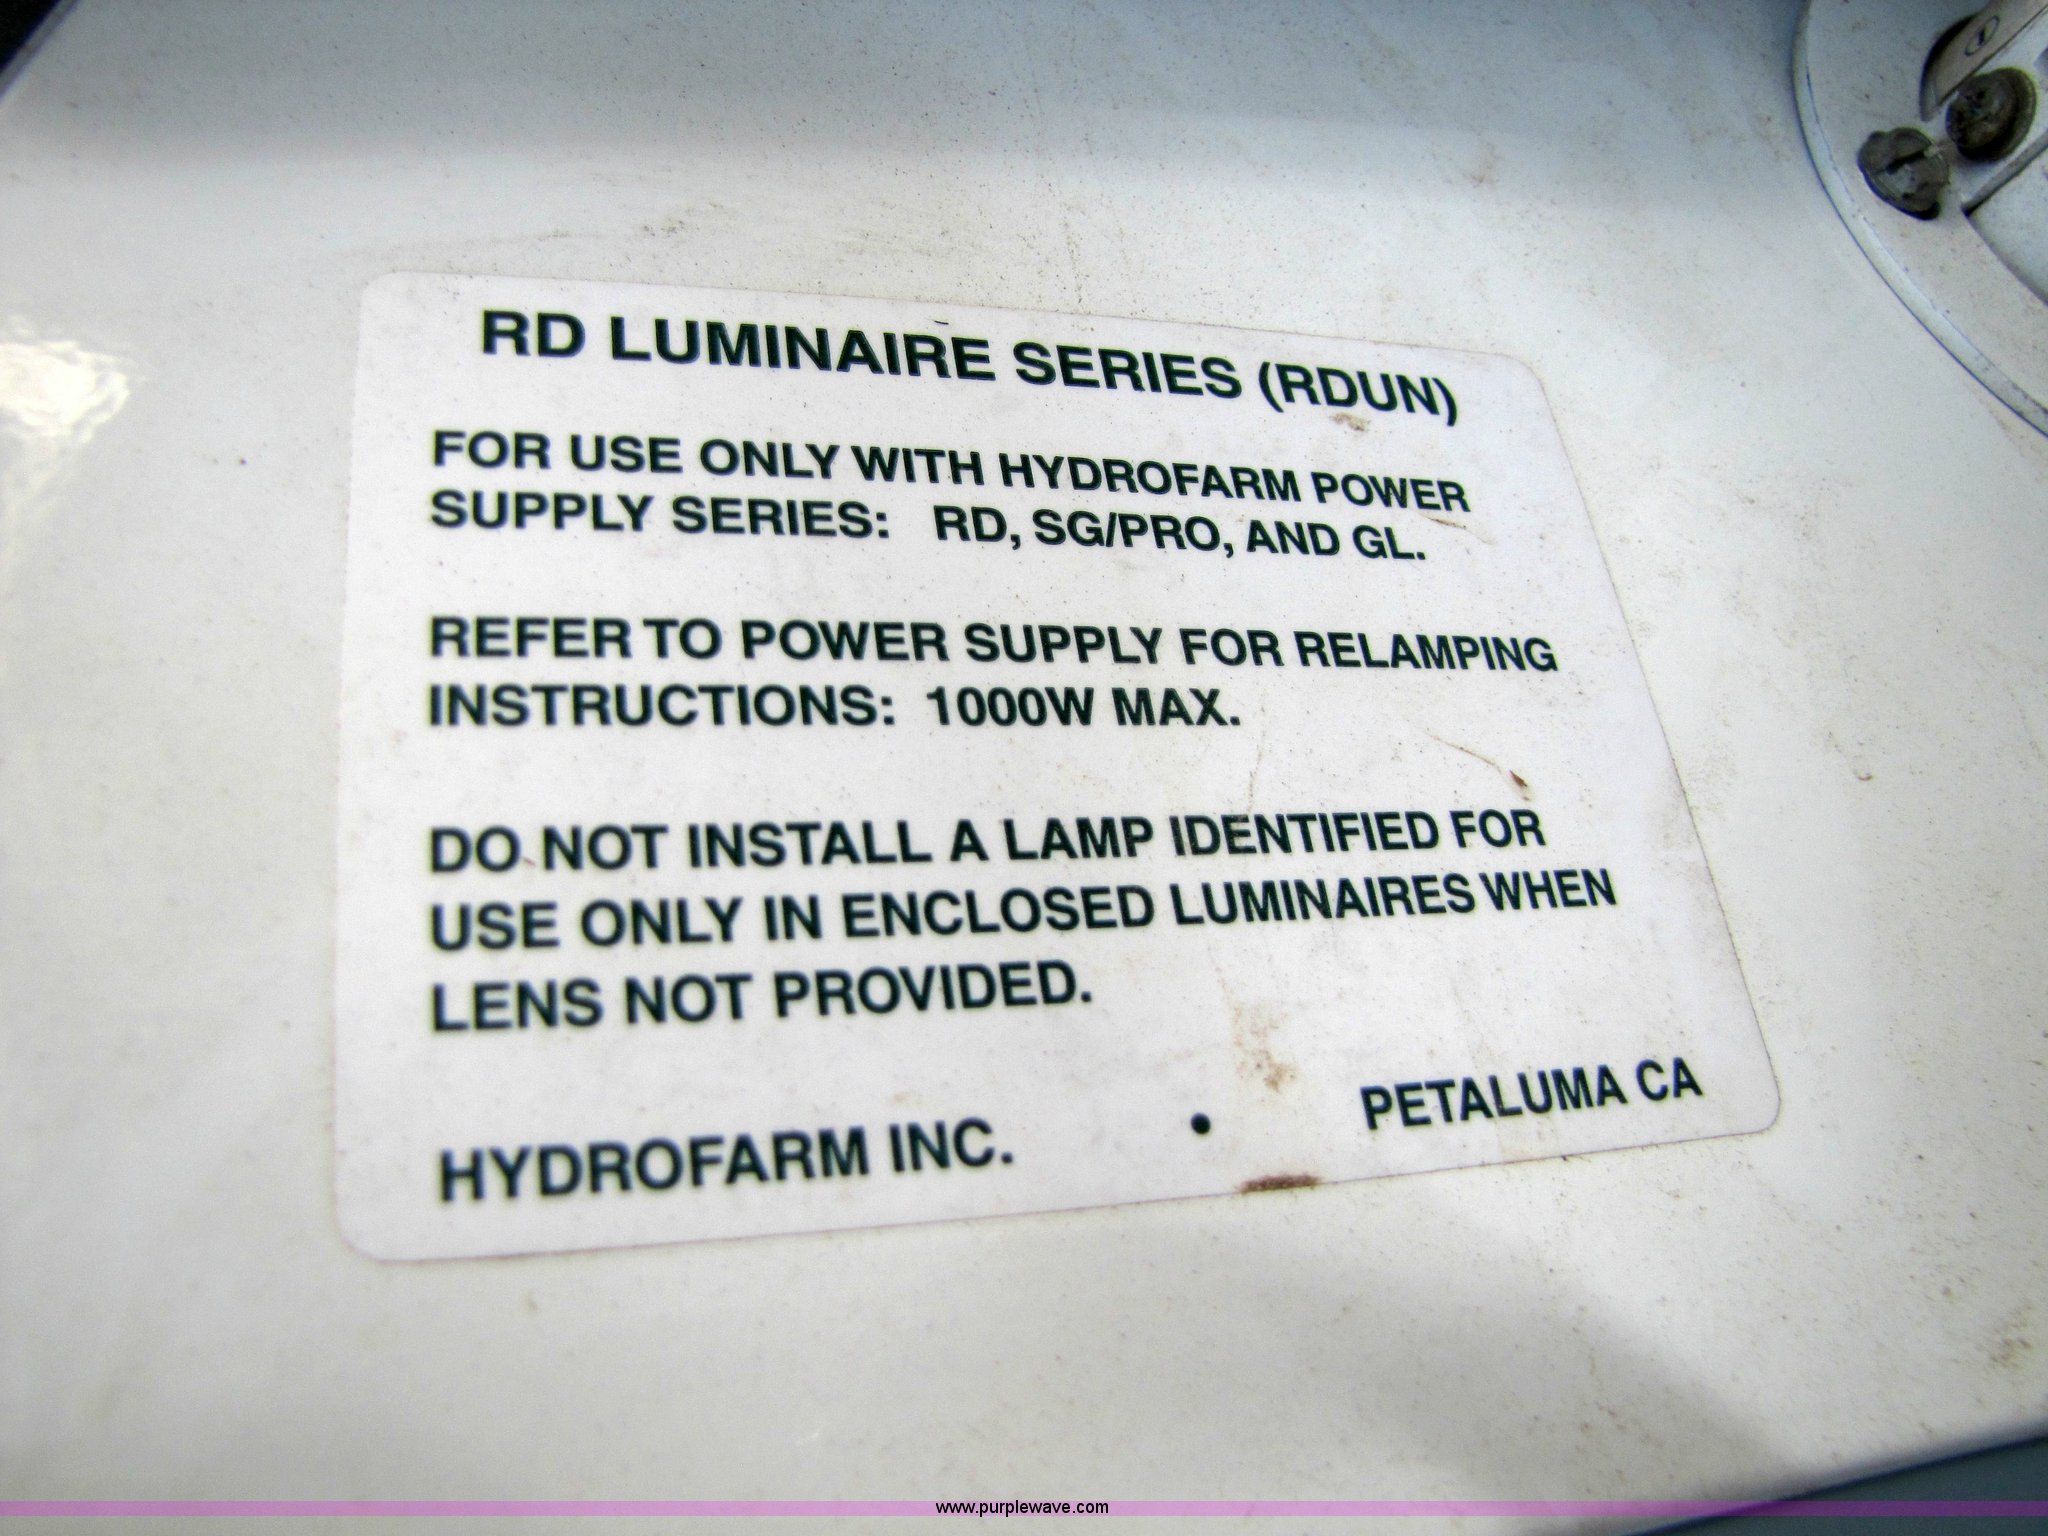 RD LUMINAIRE SERIES (RDUN)
FOR USE ONLY WITH HYDROFARM POWER
SUPPLY SERIES: RD, SG/PRO, AND GL.
REFER TO POWER SUPPLY FOR RELAMPING
INSTRUCTIONS: 1000W MAX.
DO NOT INSTALL A LAMP IDENTIFIED FOR
USE ONLY IN ENCLOSED LUMINAIRES WHEN
LENS NOT PROVIDED.
HYDROFARM INC. • PETALUMA CA
www.purplewave.com